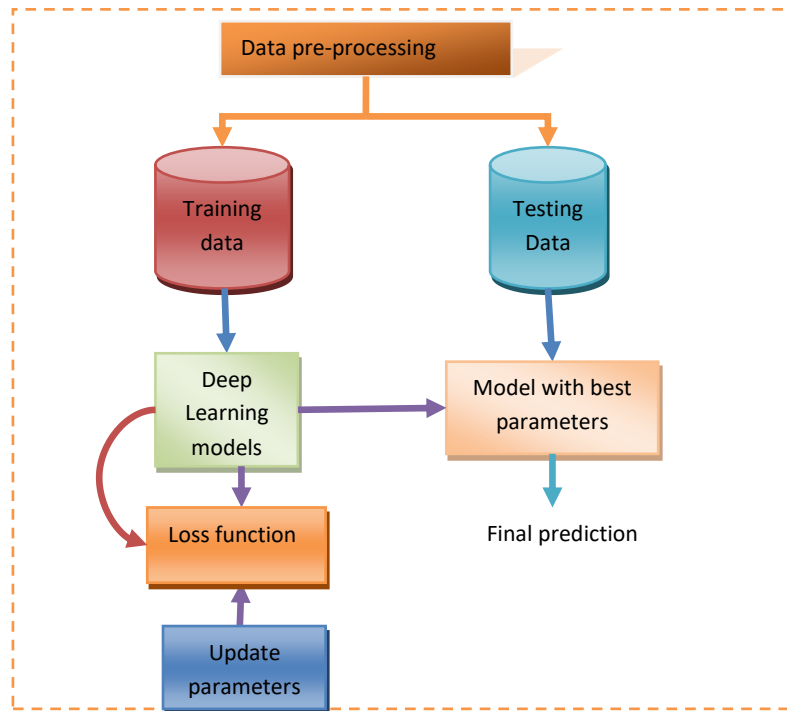 Data pre-processing
Training
data
Testing
Data
Deep
Learning
models
Model with best
parameters
Loss function
Final prediction
Update
parameters